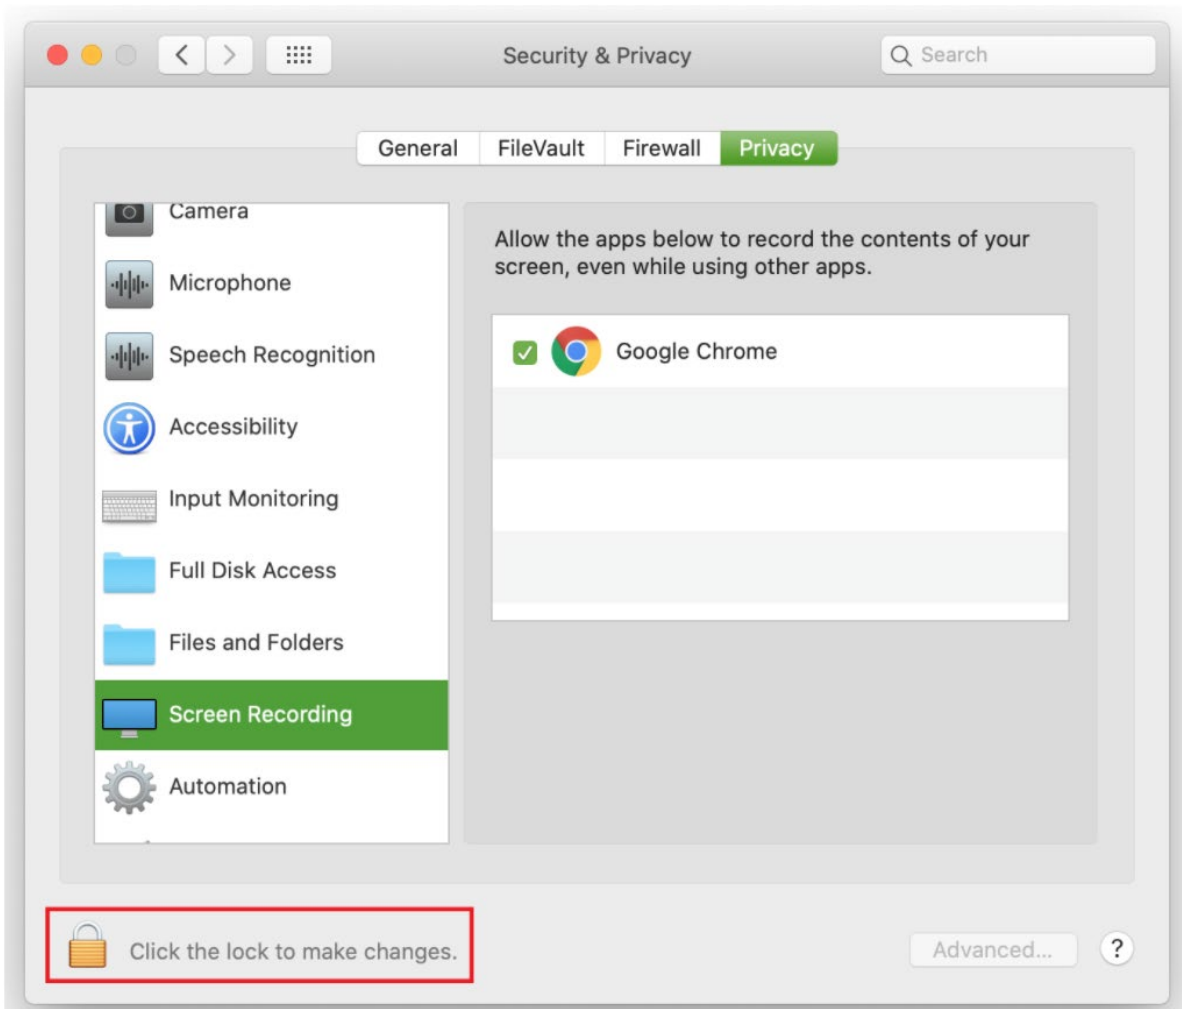 Security & Privacy
Search
General
FileVault
Firewall
Privacy
Camera
Microphone
Speech Recognition
Accessibility
Input Monitoring
Full Disk Access
Files and Folders
Screen Recording
Automation
Allow the apps below to record the contents of your
screen, even while using other apps.
Google Chrome
Click the lock to make changes.
Advanced...
?